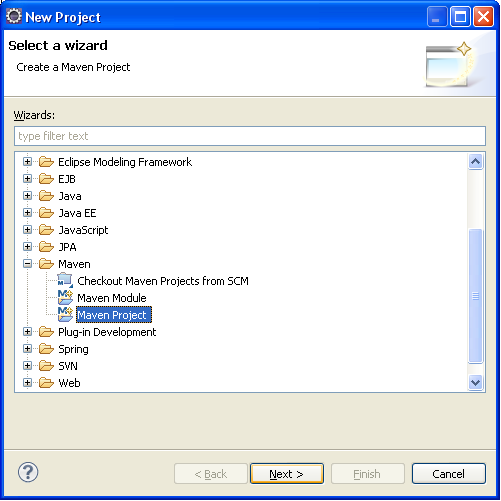 New Project
Select a wizard
Create a Maven Project
Wizards:
type filter text
Eclipse Modeling Framework
EJB
Java
Java EE
JavaScript
JPA
Maven
Checkout Maven Projects from SCM
Maven Module
Maven Project
Plug-in Development
Spring
SVN
Web
? < Back Next > Finish Cancel